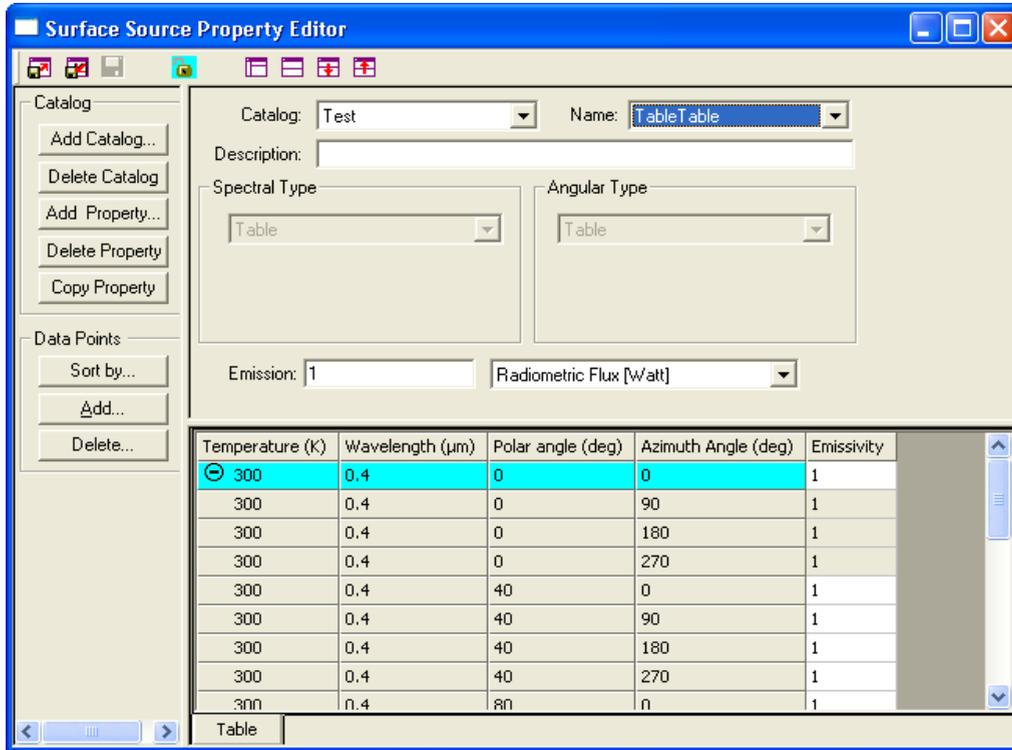 Surface Source Property Editor
Catalog
Add Catalog...
Delete Catalog
Add Property...
Delete Property
Copy Property
Data Points
Sort by...
Add...
Delete...
Catalog: Test Name: TableTable
Description:
Spectral Type
Table
Angular Type
Table
Emission: 1 Radiometric Flux [Watt]
Temperature (K) Wavelength (µm) Polar angle (deg) Azimuth Angle (deg) Emissivity
300 0.4 0 0 1
300 0.4 0 90 1
300 0.4 0 180 1
300 0.4 0 270 1
300 0.4 40 0 1
300 0.4 40 90 1
300 0.4 40 180 1
300 0.4 40 270 1
300 0.4 80 0 1
Table